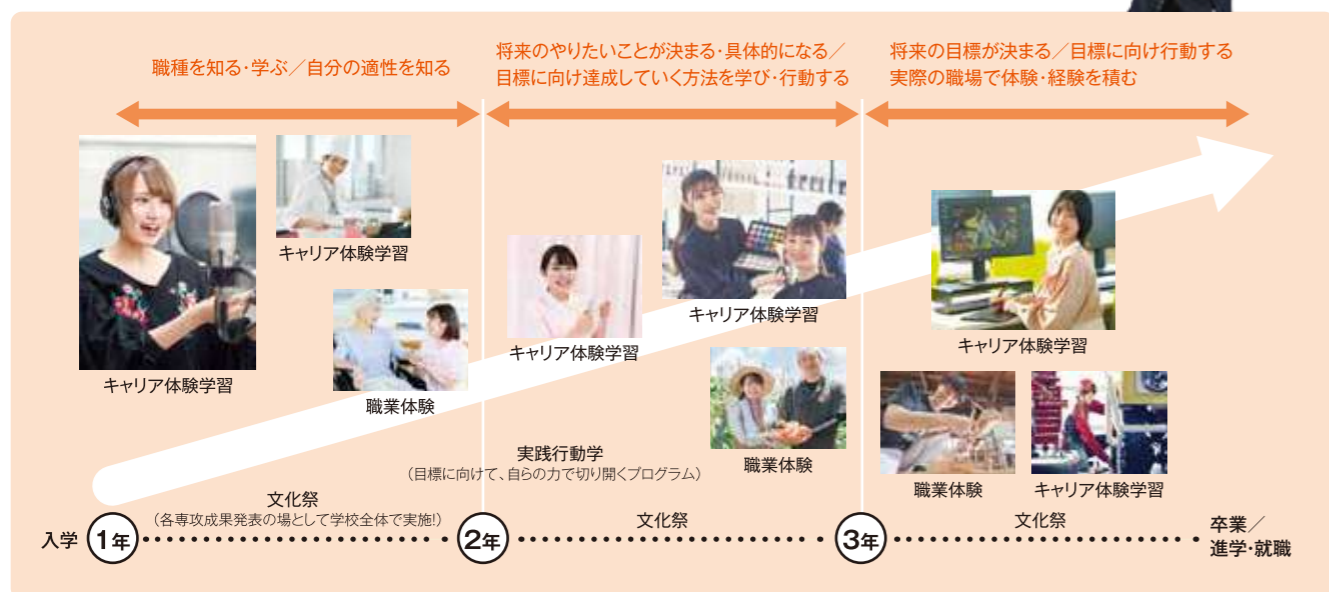 職種を知る・学ぶ／自分の適性を知る
将来のやりたいことが決まる・具体的になる／
目標に向け達成していく方法を学び・行動する
将来の目標が決まる／目標に向け行動する
実際の職場で体験・経験を積む
キャリア体験学習
キャリア体験学習
職業体験
キャリア体験学習
キャリア体験学習
職業体験
キャリア体験学習
職業体験
キャリア体験学習
実践行動学
（目標に向けて、自らの力で切り開くプログラム）
文化祭
（各専攻成果発表の場として学校全体で実施!）
文化祭
文化祭
入学
1年
2年
3年
卒業／
進学・就職